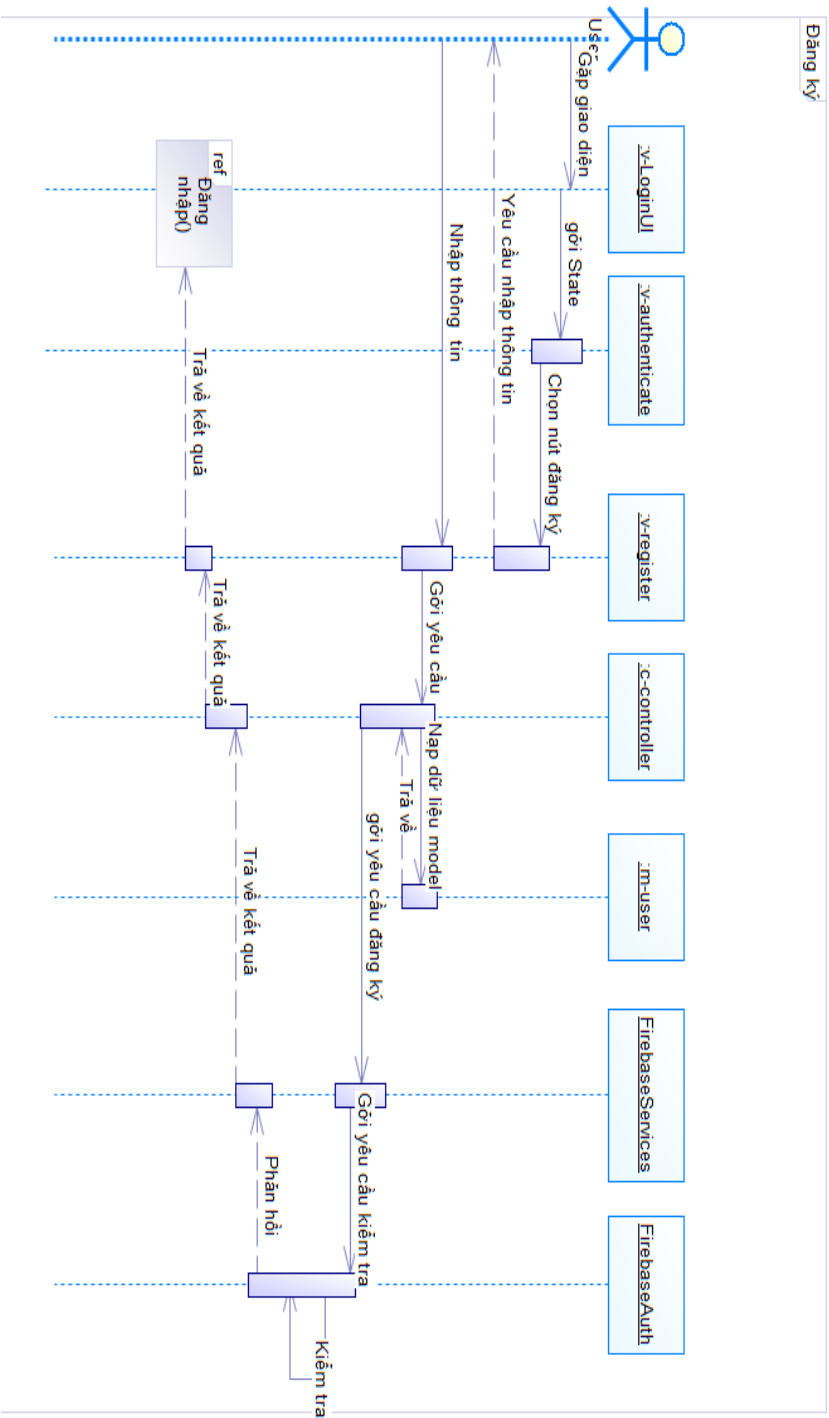 Đăng ký
User
:v-LoginUI
:v-authenticate
:v-register
:c-controller
:m-user
FirebaseServices
FirebaseAuth
Gặp giao diện
gởi State
Chọn nút đăng ký
Yêu cầu nhập thông tin
Nhập thông tin
Gởi yêu cầu
Nạp dữ liệu model
Trả về
gởi yêu cầu đăng ký
Gởi yêu cầu kiểm tra
Kiểm tra
Phản hồi
Trả về kết quả
Trả về kết quả
Trả về kết quả
ref
Đăng
nhập()